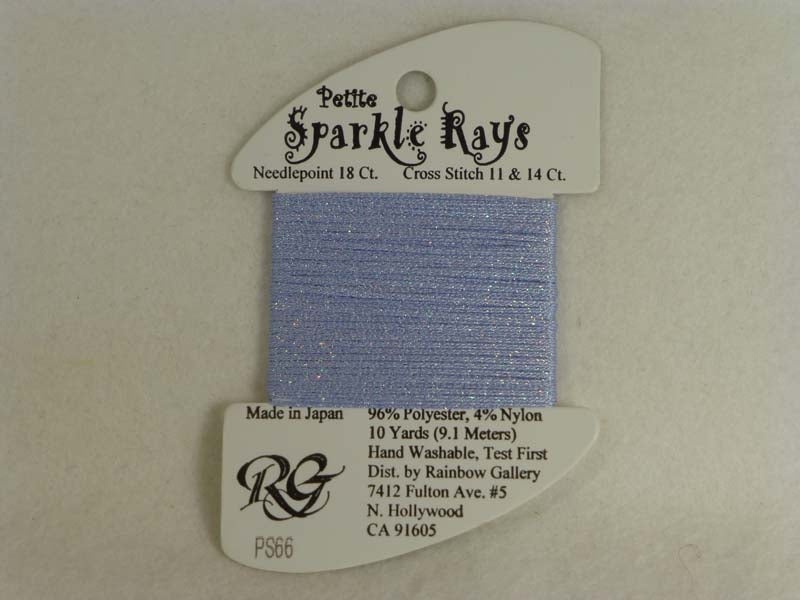 Petite
Sparkle Rays
Needlepoint 18 Ct. Cross Stitch 11 & 14 Ct.
Made in Japan
96% Polyester, 4% Nylon
10 Yards (9.1 Meters)
Hand Washable, Test First
Dist. by Rainbow Gallery
7412 Fulton Ave. #5
N. Hollywood
CA 91605
RG
PS66